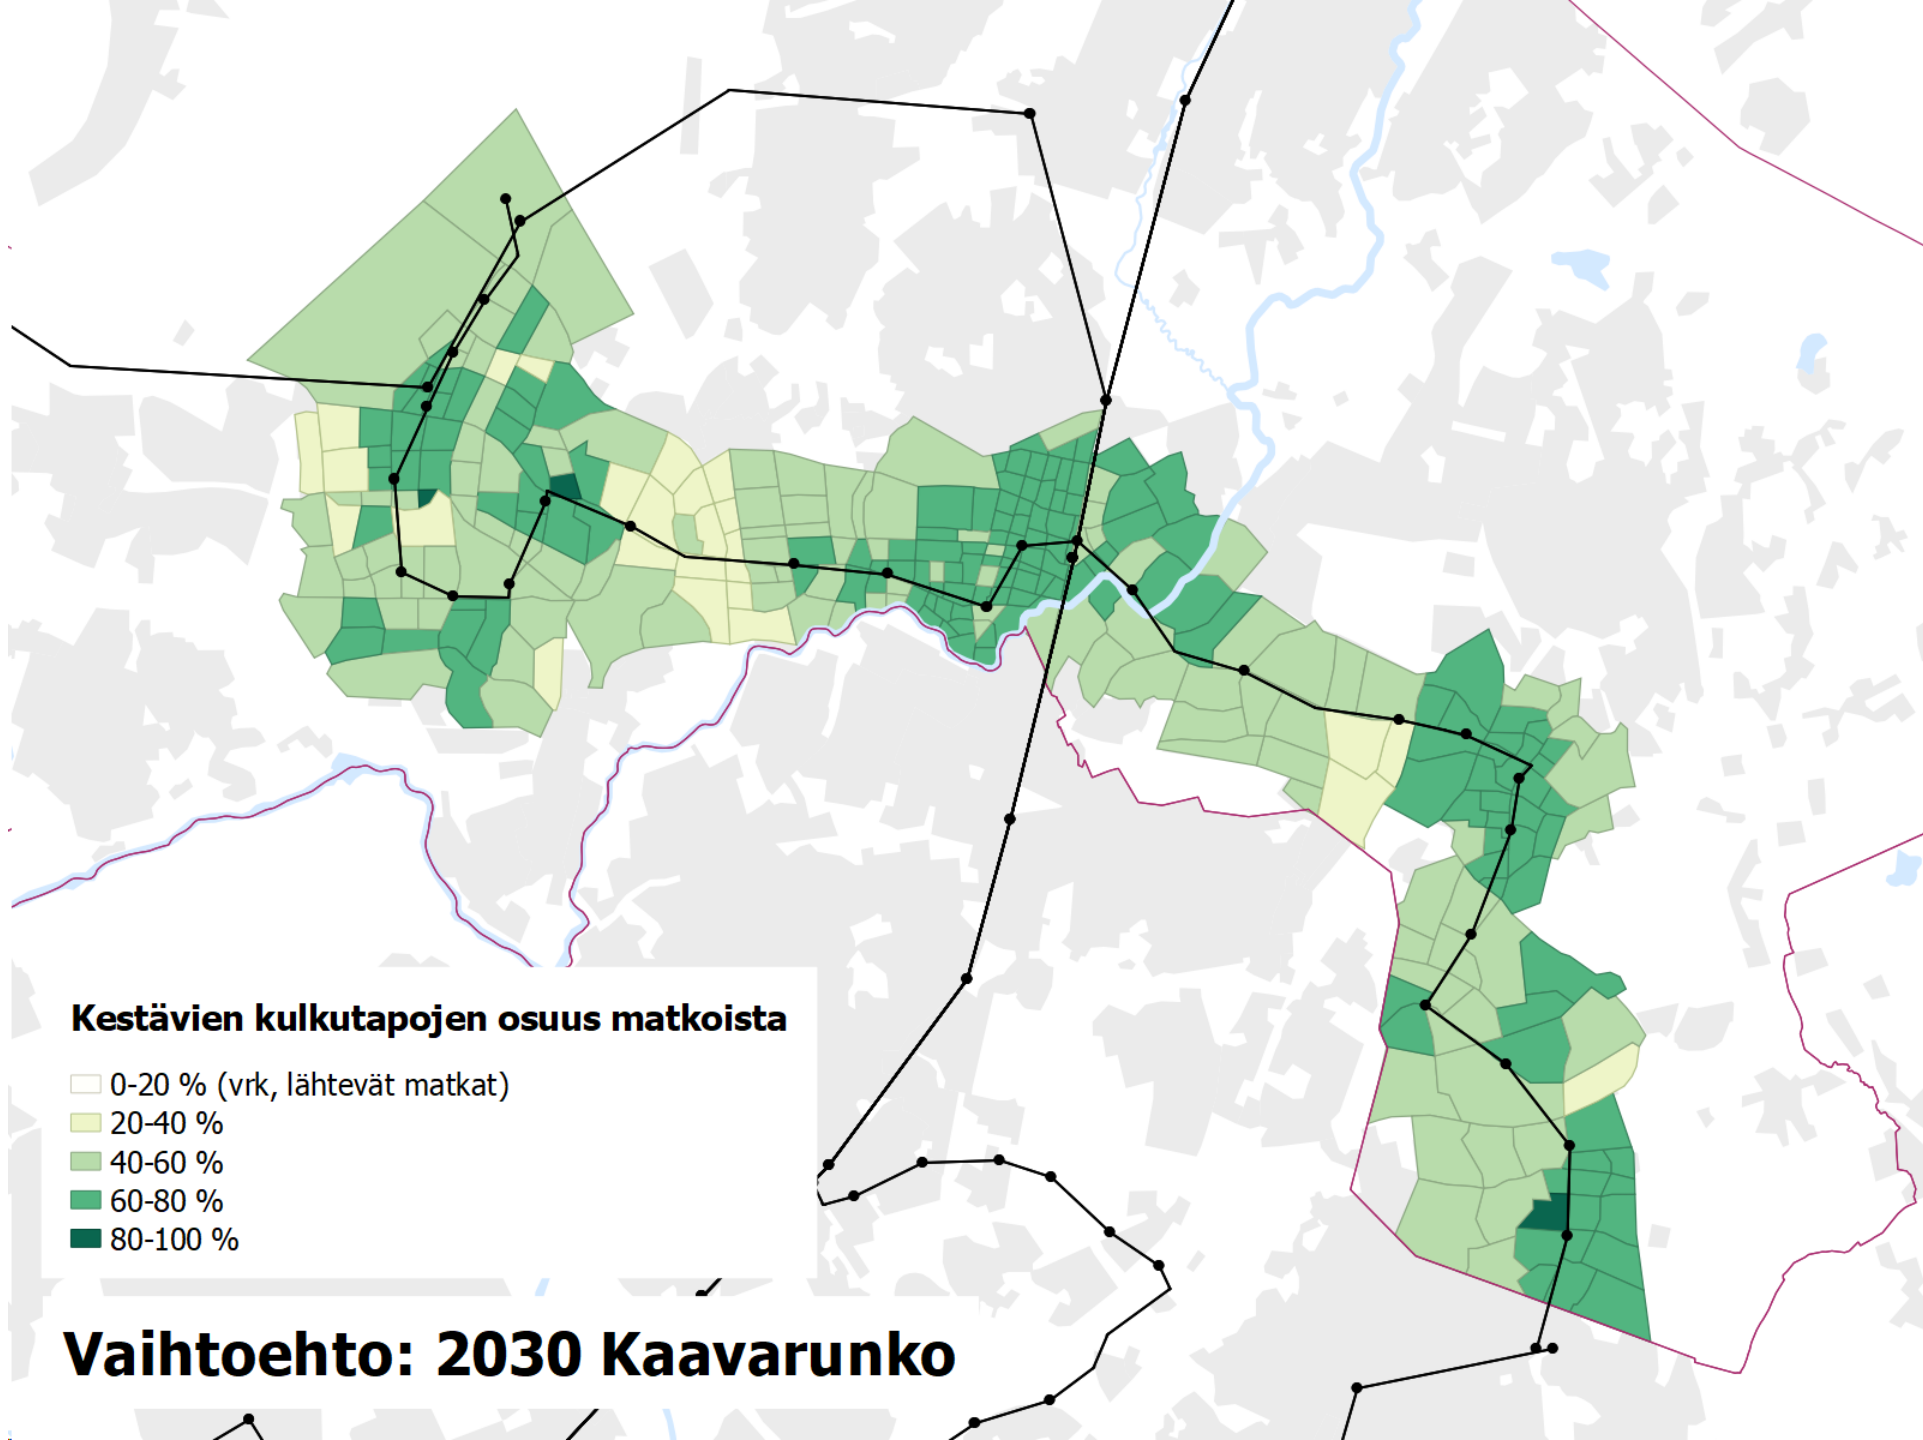 Kestävien kulkutapojen osuus matkoista
0-20 % (vrk, lähtevät matkat)
20-40 %
40-60 %
60-80 %
80-100 %
Vaihtoehto: 2030 Kaavarunko